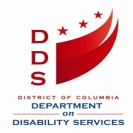 DDS
DISTRICT OF COLUMBIA
DEPARTMENT
on
DISABILITY SERVICES